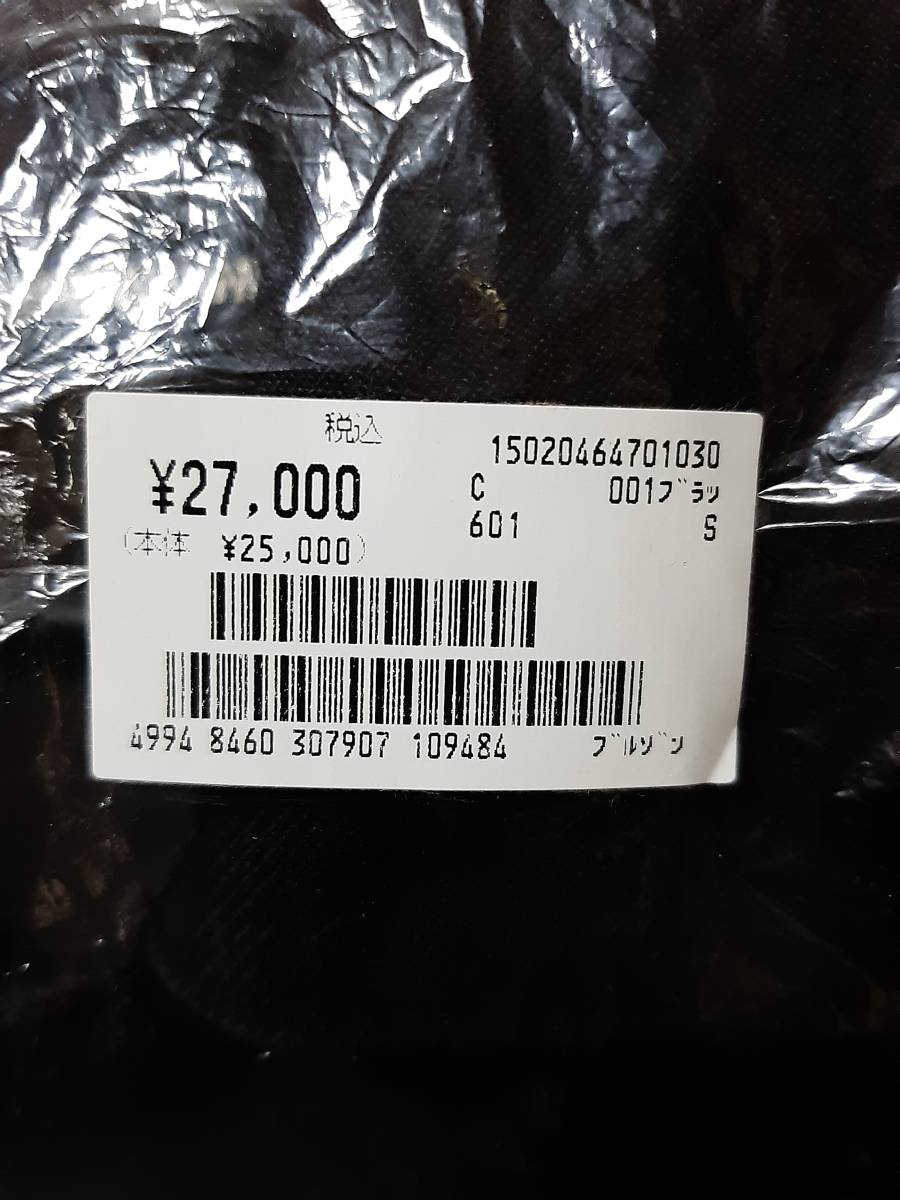 税込
¥27,000
(本体 ¥25,000)
15020464701030
C 001ﾌﾞﾗｯ
601 S
4994 8460 307907 109484 ﾌﾞﾙｿﾞﾝ